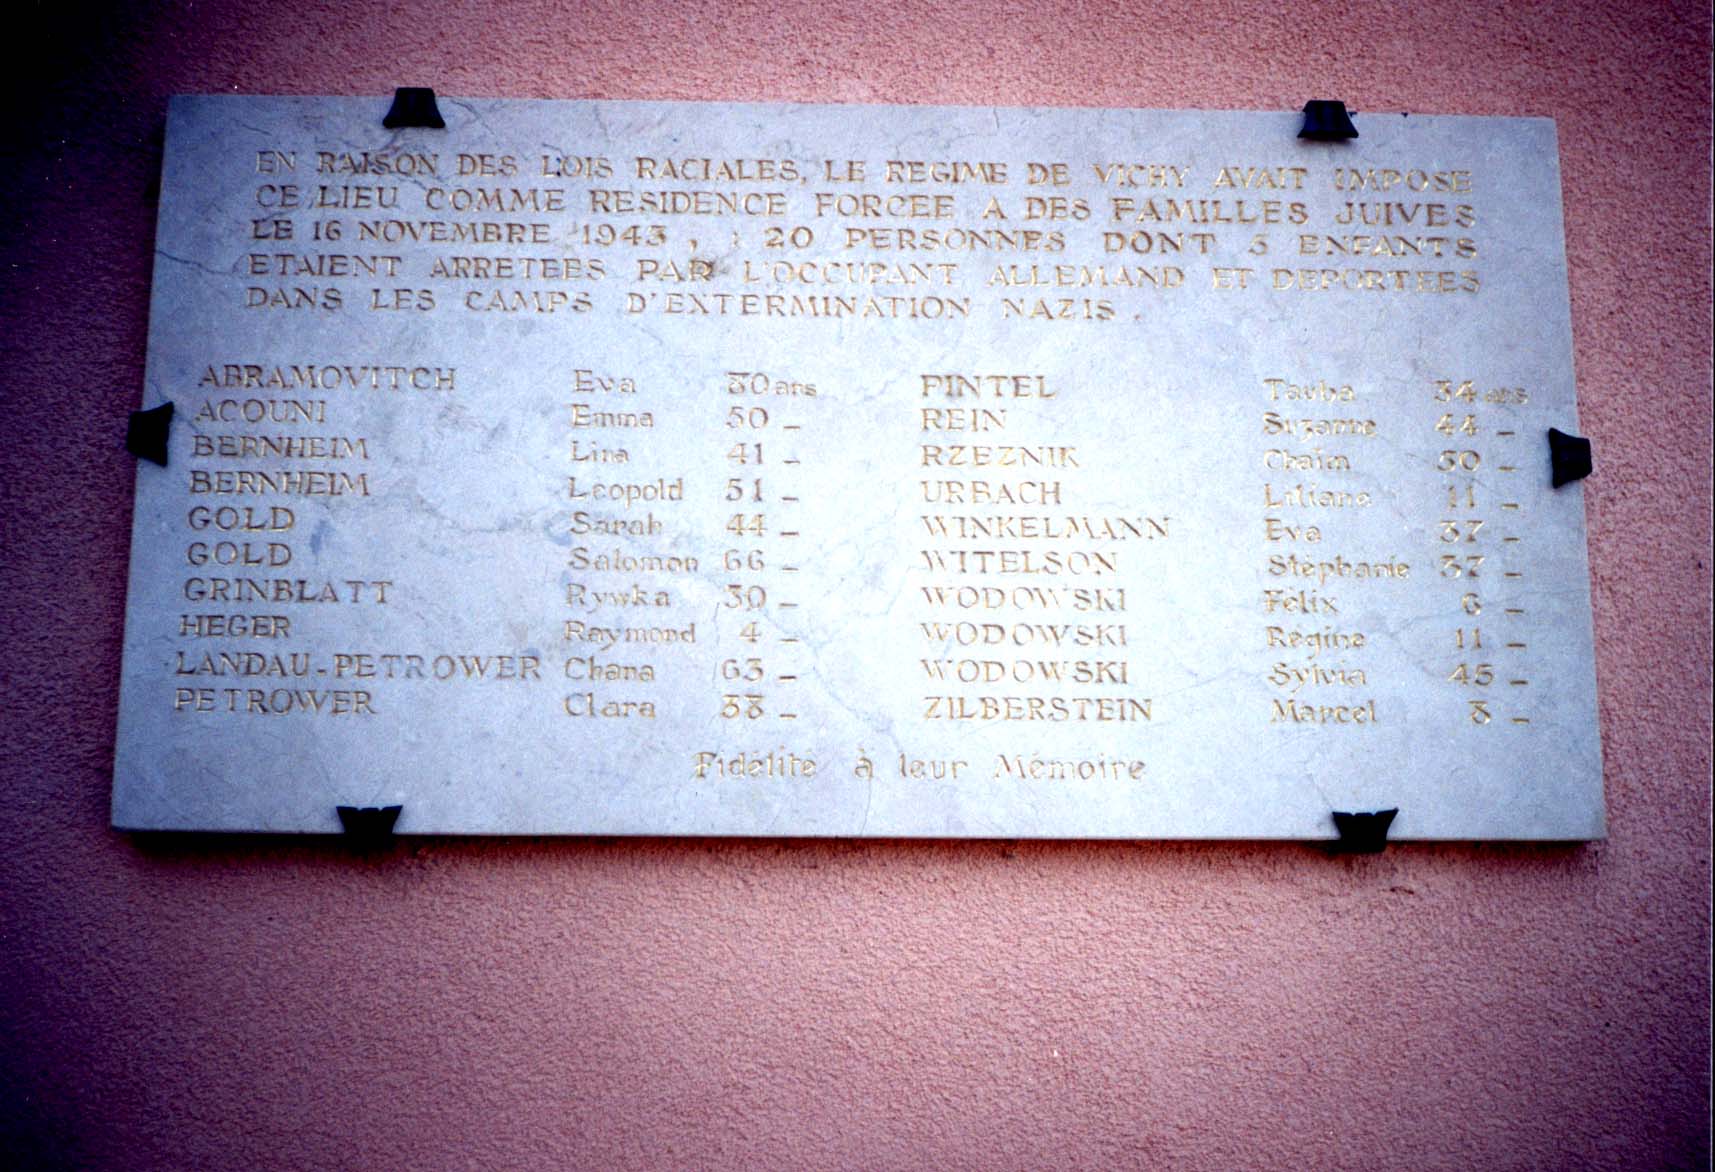 EN RAISON DES LOIS RACIALES, LE REGIME DE VICHY AVAIT IMPOSE
CE LIEU COMME RESIDENCE FORCEE A DES FAMILLES JUIVES
LE 16 NOVEMBRE 1943, : 20 PERSONNES DONT 5 ENFANTS
ETAIENT ARRETEES PAR L'OCCUPANT ALLEMAND ET DEPORTEES
DANS LES CAMPS D'EXTERMINATION NAZIS.
ABRAMOVITCH Eva 30 ans
ACOUNI Emma 50 _
BERNHEIM Lina 41 _
BERNHEIM Leopold 51 _
GOLD Sarah 44 _
GOLD Salomon 66 _
GRINBLATT Rywka 30 _
HEGER Raymond 4 _
LANDAU-PETROWER Chana 63 _
PETROWER Clara 33 _
PINTEL Tauba 34 ans
REIN Suzanne 44 _
RZEZNIK Chaim 50 _
URBACH Liliane 11 _
WINKELMANN Eva 37 _
WITELSON Stéphanie 37 _
WODOWSKI Félix 6 _
WODOWSKI Régine 11 _
WODOWSKI Sylvia 45 _
ZILBERSTEIN Marcel 3 _
Fidélité à leur Mémoire